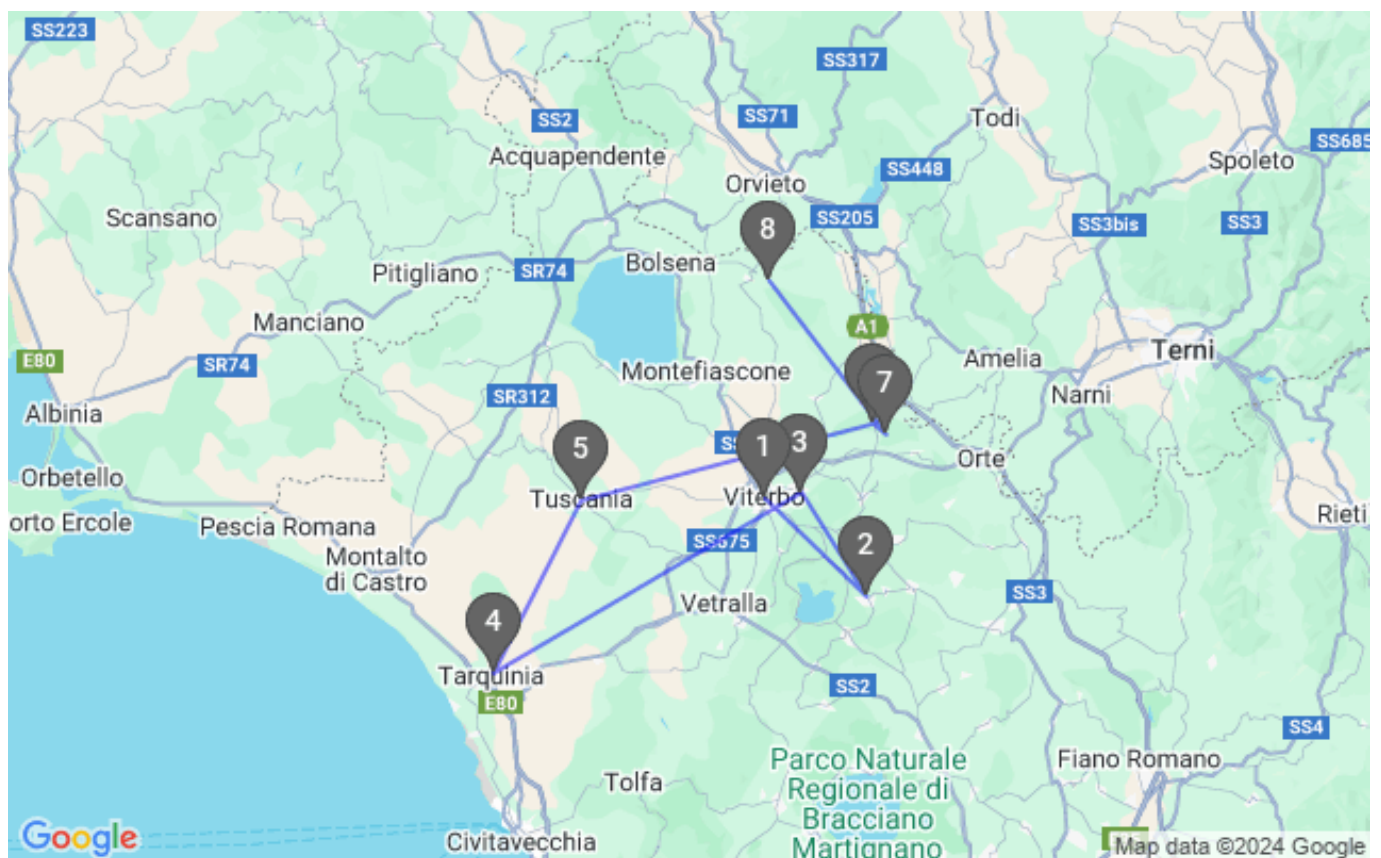 SS223
SS317
SS2
SS71
Todi
SS685
Acquapendente
Spoleto
Orvieto
SS448
Scansano
SS205
SS3bis
SS3
8
Bolsena
Pitigliano
SR74
Manciano
A1
E80
SR74
Amelia
Terni
Montefiascone
7
Narni
SR312
Albinia
5
1
3
Orte
Orbetello
Tuscania
Viterbo
Rieti
orto Ercole
Pescia Romana
SS675
2
Montalto
di Castro
SS3
Vetralla
4
Tarquinia
SS2
E80
SS4
Parco Naturale
Regionale di
Bracciano
Martignano
Fiano Romano
Tolfa
Google
Civitavecchia
Map data ©2024 Google